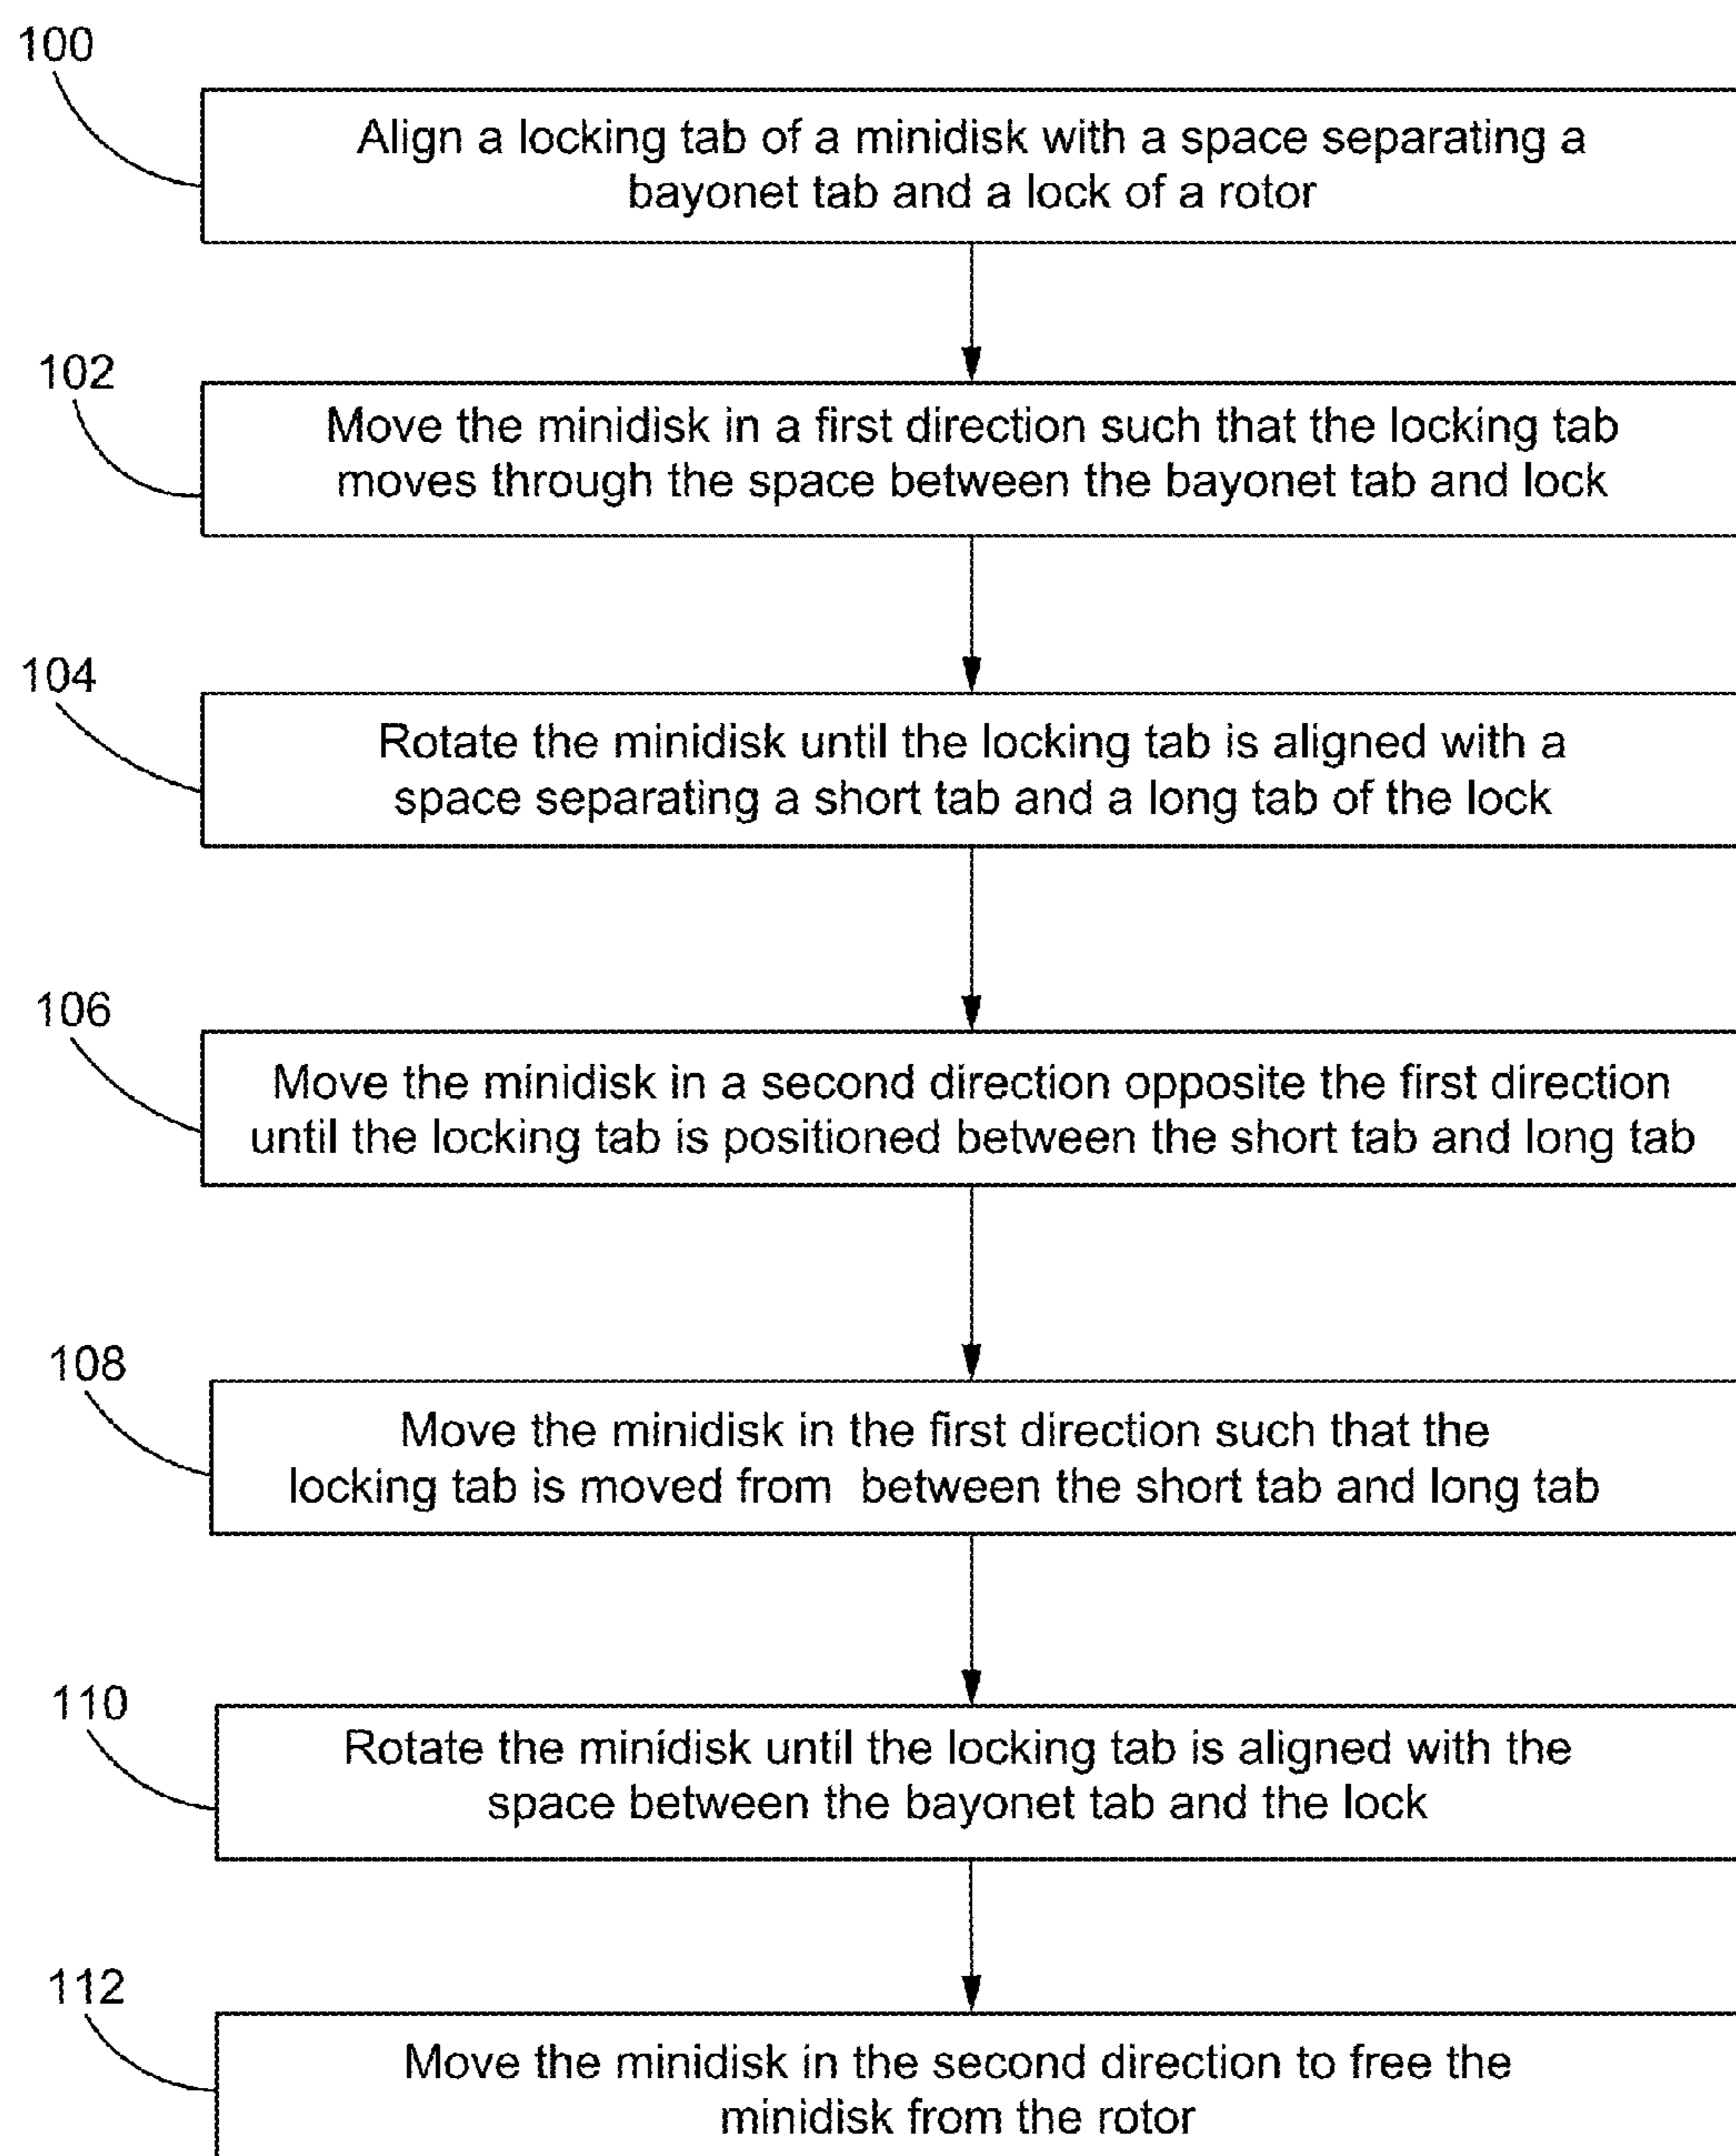 100
Align a locking tab of a minidisk with a space separating a
bayonet tab and a lock of a rotor
102
Move the minidisk in a first direction such that the locking tab
moves through the space between the bayonet tab and lock
104
Rotate the minidisk until the locking tab is aligned with a
space separating a short tab and a long tab of the lock
106
Move the minidisk in a second direction opposite the first direction
until the locking tab is positioned between the short tab and long tab
108
Move the minidisk in the first direction such that the
locking tab is moved from between the short tab and long tab
110
Rotate the minidisk until the locking tab is aligned with the
space between the bayonet tab and the lock
112
Move the minidisk in the second direction to free the
minidisk from the rotor